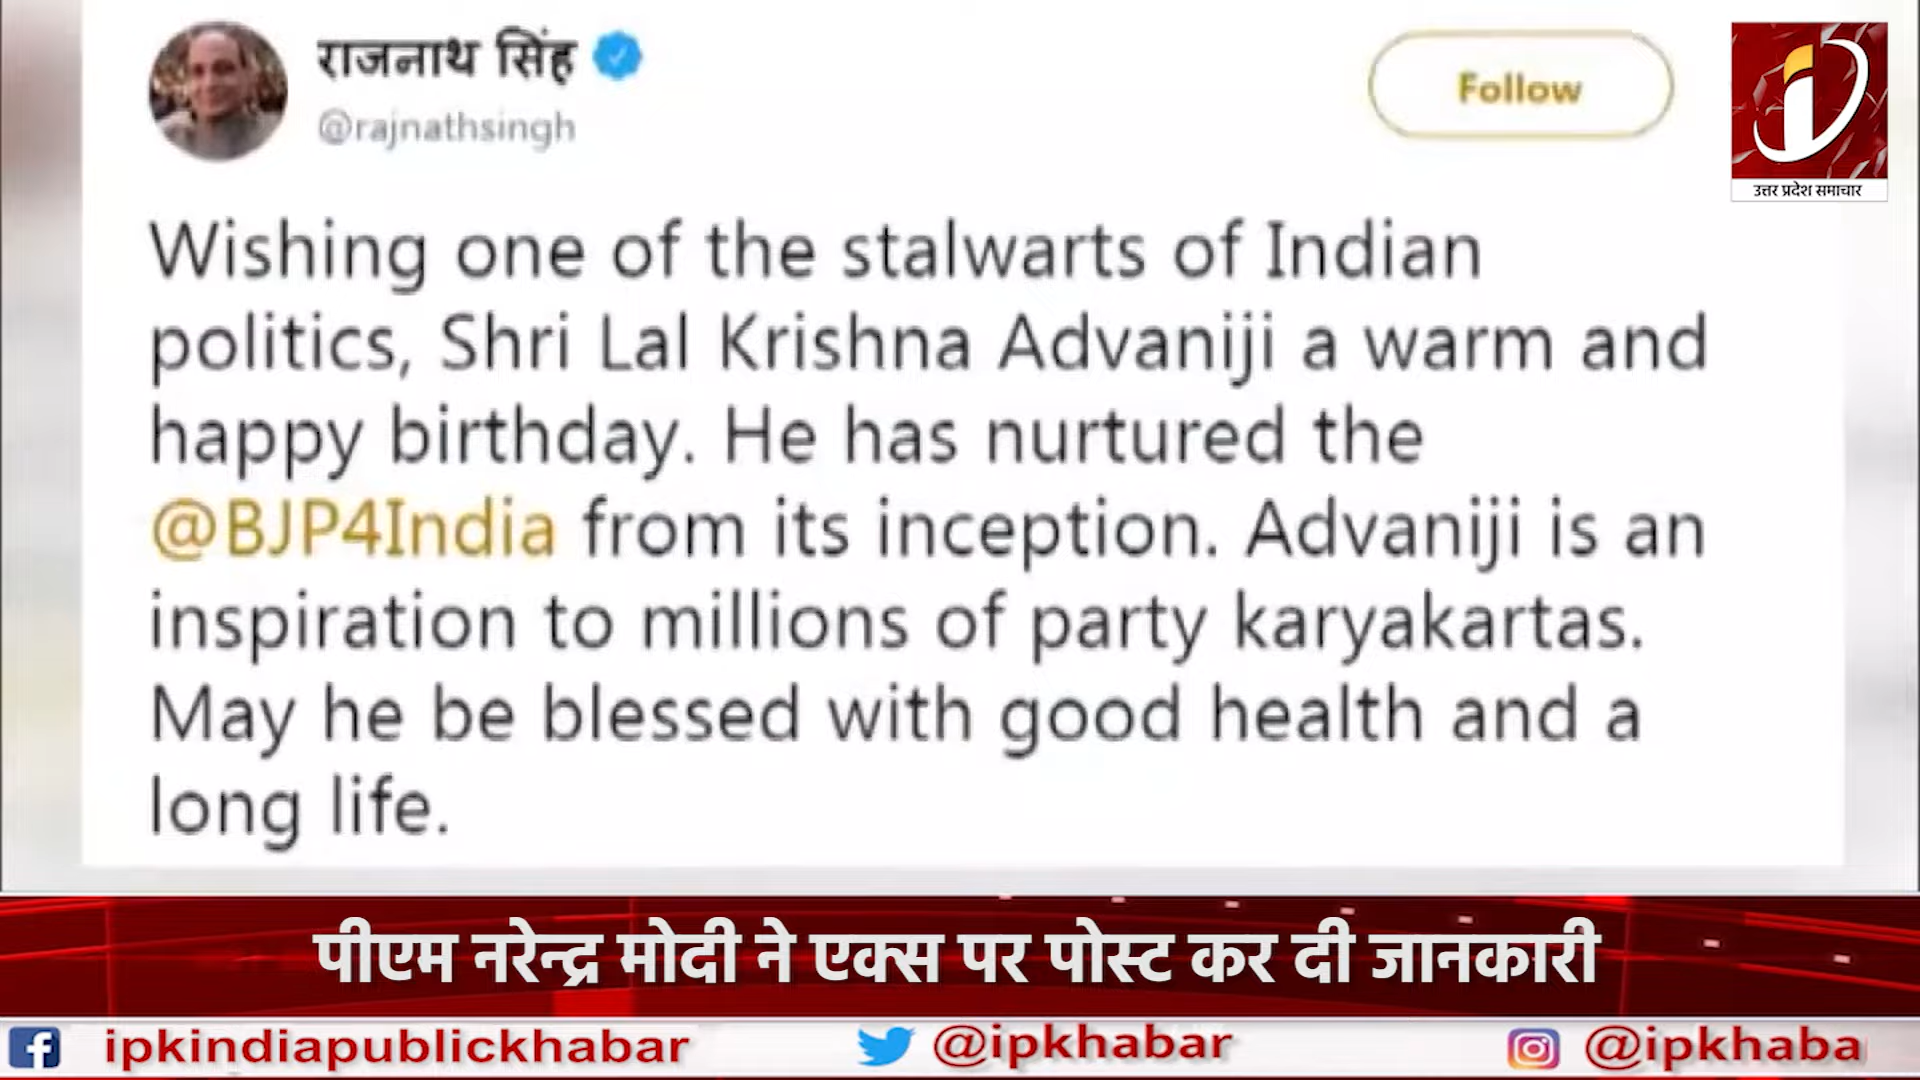 राजनाथ सिंह
@rajnathsingh
Follow
उत्तर प्रदेश समाचार
Wishing one of the stalwarts of Indian
politics, Shri Lal Krishna Advaniji a warm and
happy birthday. He has nurtured the
@BJP4India from its inception. Advaniji is an
inspiration to millions of party karyakartas.
May he be blessed with good health and a
long life.
पीएम नरेन्द्र मोदी ने एक्स पर पोस्ट कर दी जानकारी
ipkindiapublickhabar
@ipkhabar
@ipkhaba